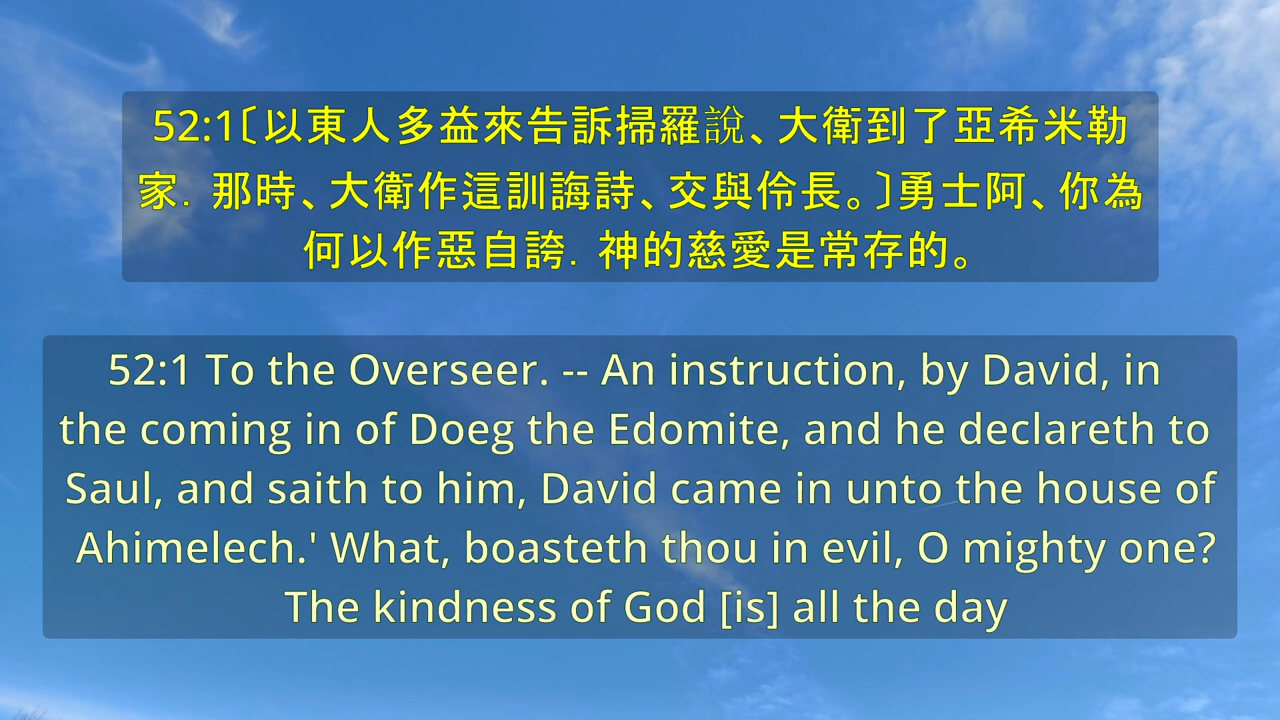 52:1〔以東人多益來告訴掃羅說、大衛到了亞希米勒
家．那時、大衛作這訓誨詩、交與伶長。〕勇士阿、你為
何以作惡自誇．神的慈愛是常存的。
52:1 To the Overseer. -- An instruction, by David, in
the coming in of Doeg the Edomite, and he declareth to
Saul, and saith to him, David came in unto the house of
Ahimelech.' What, boasteth thou in evil, O mighty one?
The kindness of God [is] all the day